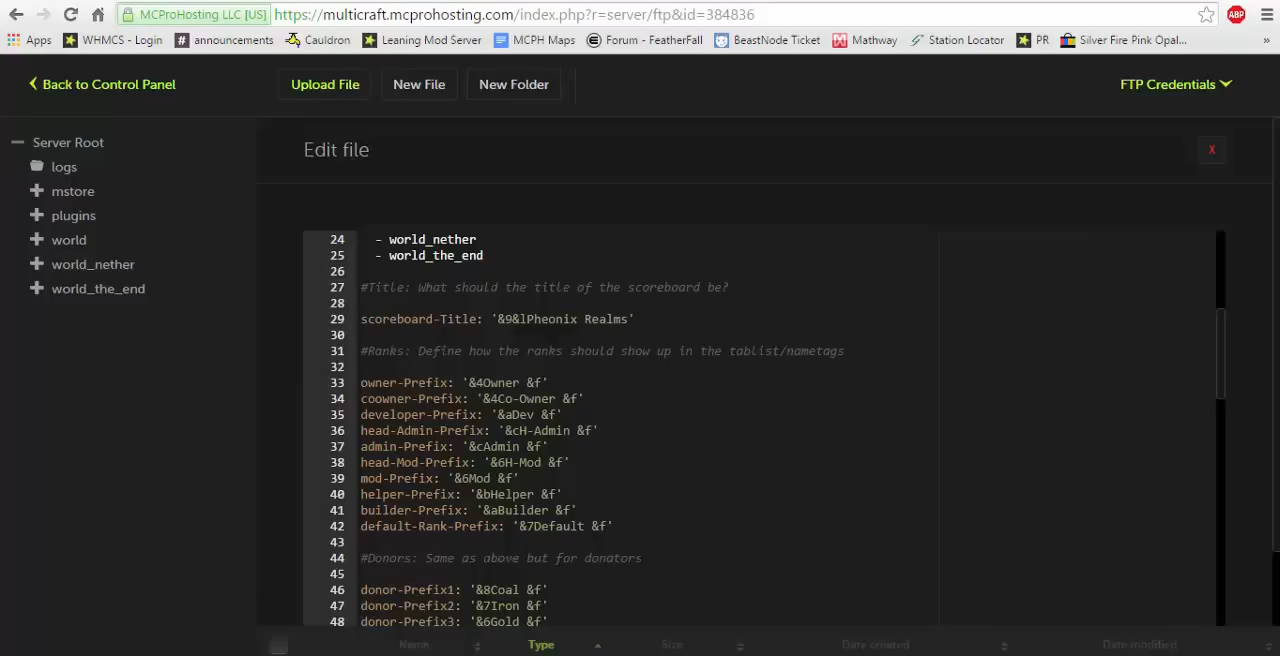 MCProHosting LLC [US] https://multicraft.mcprohosting.com/index.php?r=server/ftp&id=384836 ABP
Apps WHMCS - Login announcements Cauldron Leaning Mod Server MCPH Maps Forum - FeatherFall BeastNode Ticket Mathway Station Locator PR Silver Fire Pink Opal... »
Back to Control Panel Upload File New File New Folder FTP Credentials
Server Root
logs
mstore
plugins
world
world_nether
world_the_end
Edit file X
24 - world_nether
25 - world_the_end
26
27 #Title: What should the title of the scoreboard be?
28
29 scoreboard-Title: '&9&lPheonix Realms'
30
31 #Ranks: Define how the ranks should show up in the tablist/nametags
32
33 owner-Prefix: '&4Owner &f'
34 coowner-Prefix: '&4Co-Owner &f'
35 developer-Prefix: '&aDev &f'
36 head-Admin-Prefix: '&cH-Admin &f'
37 admin-Prefix: '&cAdmin &f'
38 head-Mod-Prefix: '&6H-Mod &f'
39 mod-Prefix: '&6Mod &f'
40 helper-Prefix: '&bHelper &f'
41 builder-Prefix: '&aBuilder &f'
42 default-Rank-Prefix: '&7Default &f'
43
44 #Donors: Same as above but for donators
45
46 donor-Prefix1: '&8Coal &f'
47 donor-Prefix2: '&7Iron &f'
48 donor-Prefix3: '&6Gold &f'
Name Type Size Date created Date modified